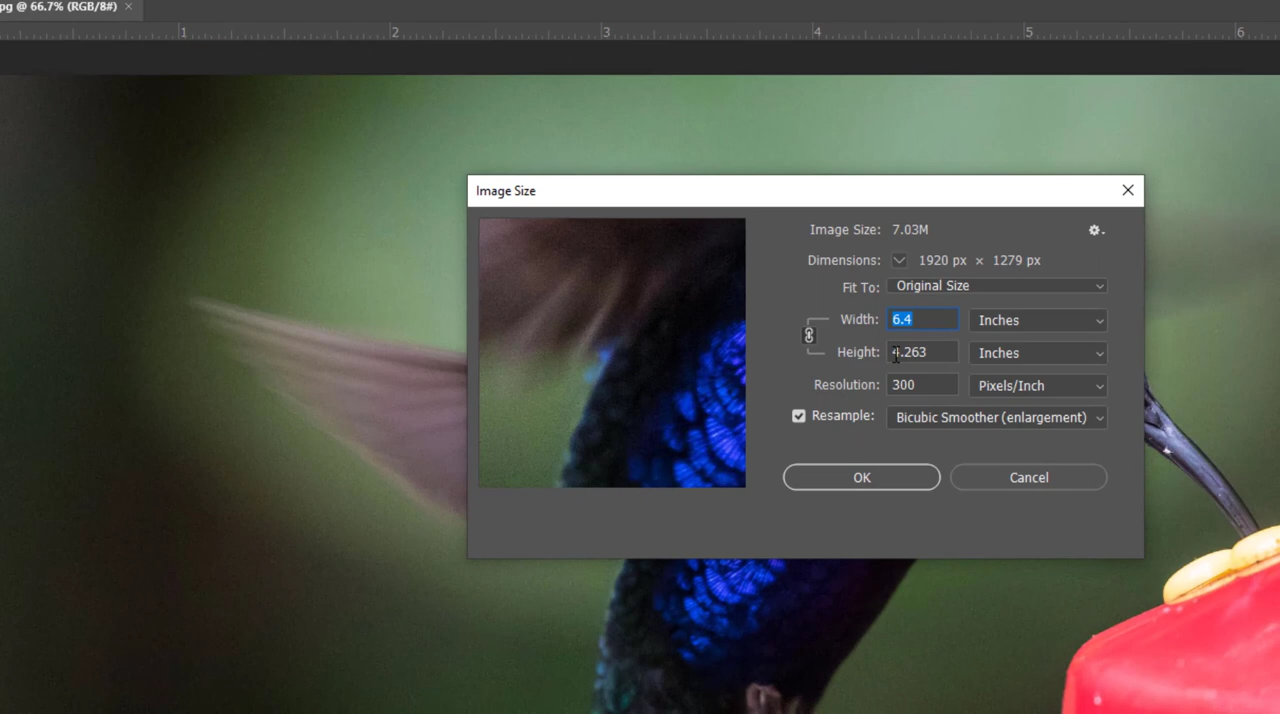 pg @ 66.7% (RGB/8#) ×
1 2 3 4 5 6
Image Size
Image Size: 7.03M
Dimensions: 1920 px × 1279 px
Fit To: Original Size
Width: 6.4 Inches
Height: 4.263 Inches
Resolution: 300 Pixels/Inch
Resample: Bicubic Smoother (enlargement)
OK Cancel